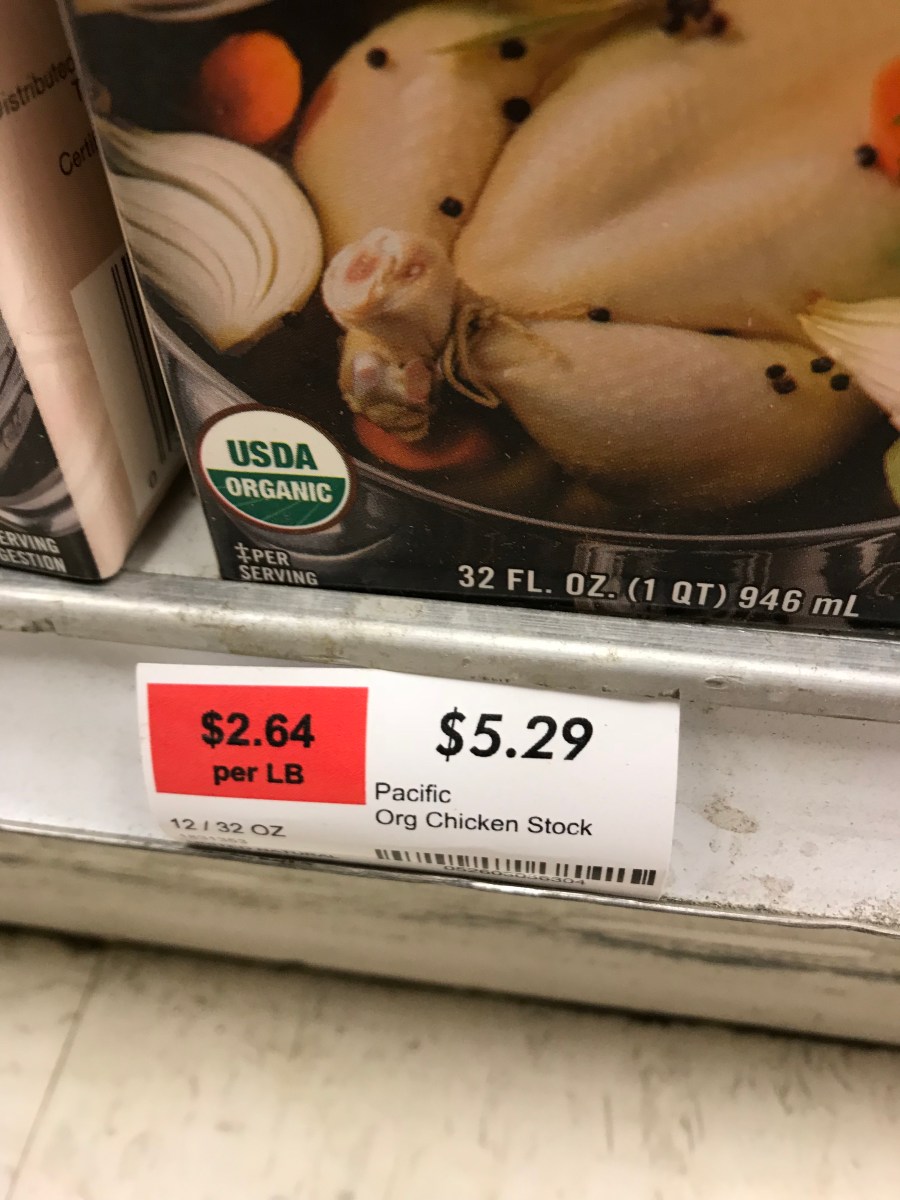 Distributed
USDA
ORGANIC
‡PER
SERVING
32 FL. OZ. (1 QT) 946 mL
ERVING
GESTION
$2.64
per LB
$5.29
Pacific
Org Chicken Stock
12 / 32 OZ